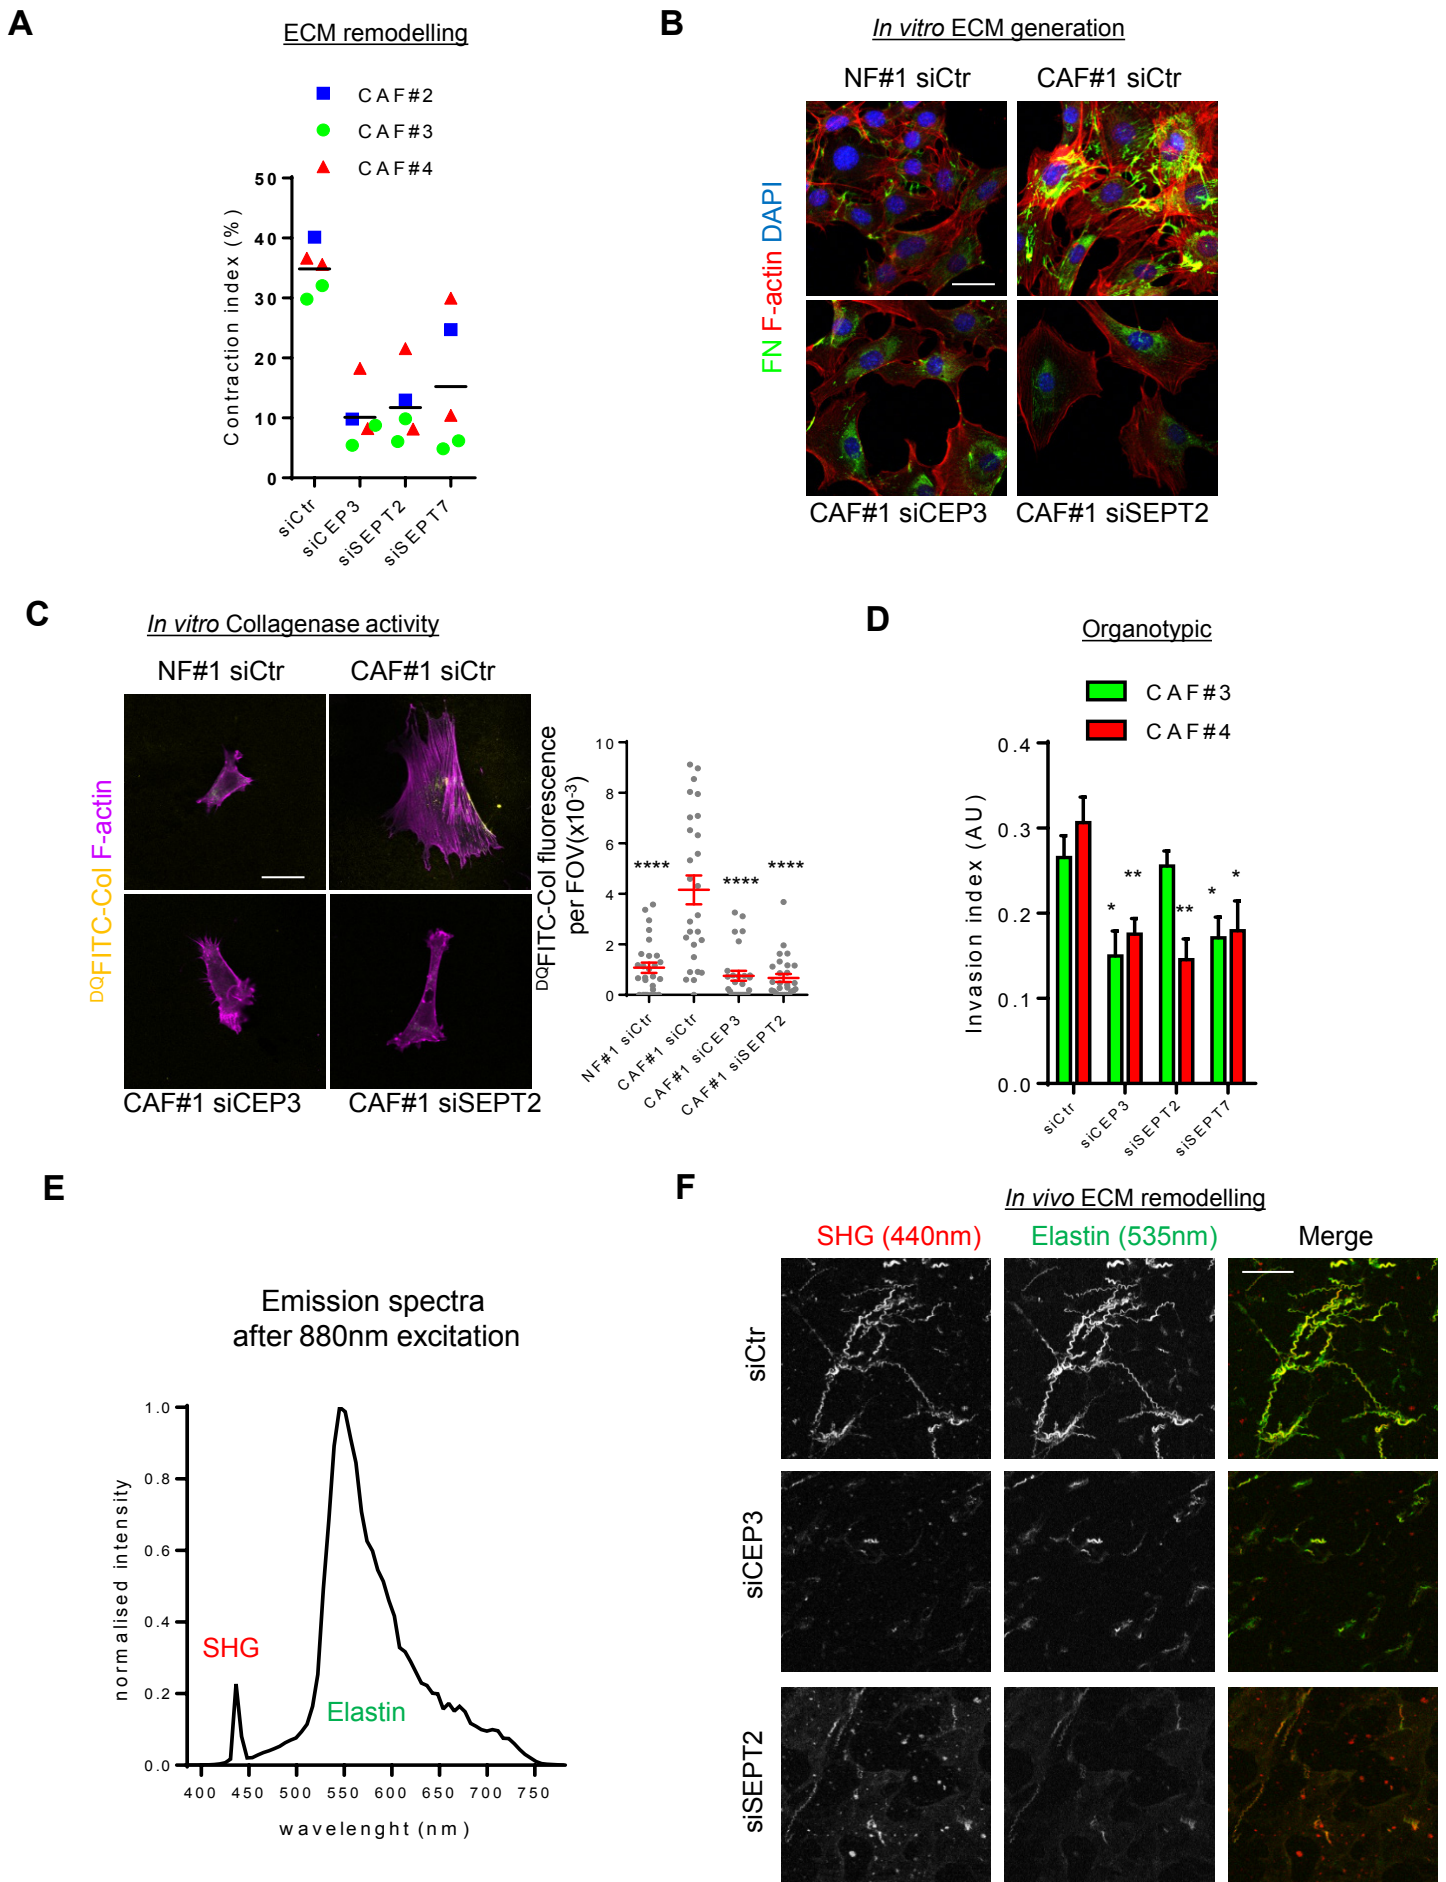 A
ECM remodelling
CAF#2
CAF#3
CAF#4
Contraction index (%)
50
40
30
20
10
0
siCtr
siCEP3
siSEPT2
siSEPT7
B
In vitro ECM generation
NF#1 siCtr
CAF#1 siCtr
FN F-actin DAPI
CAF#1 siCEP3
CAF#1 siSEPT2
C
In vitro Collagenase activity
NF#1 siCtr
CAF#1 siCtr
DQFITC-Col F-actin
CAF#1 siCEP3
CAF#1 siSEPT2
DQFITC-Col fluorescence
per FOV(x10-3)
10
8
6
4
2
0
****
****
****
NF#1 siCtr
CAF#1 siCtr
CAF#1 siCEP3
CAF#1 siSEPT2
D
Organotypic
CAF#3
CAF#4
Invasion index (AU)
0.4
0.3
0.2
0.1
0.0
*
**
**
*
*
siCtr
siCEP3
siSEPT2
siSEPT7
E
Emission spectra
after 880nm excitation
normalised intensity
1.0
0.8
0.6
0.4
0.2
0.0
SHG
Elastin
400 450 500 550 600 650 700 750
wavelenght (nm)
F
In vivo ECM remodelling
SHG (440nm)
Elastin (535nm)
Merge
siCtr
siCEP3
siSEPT2